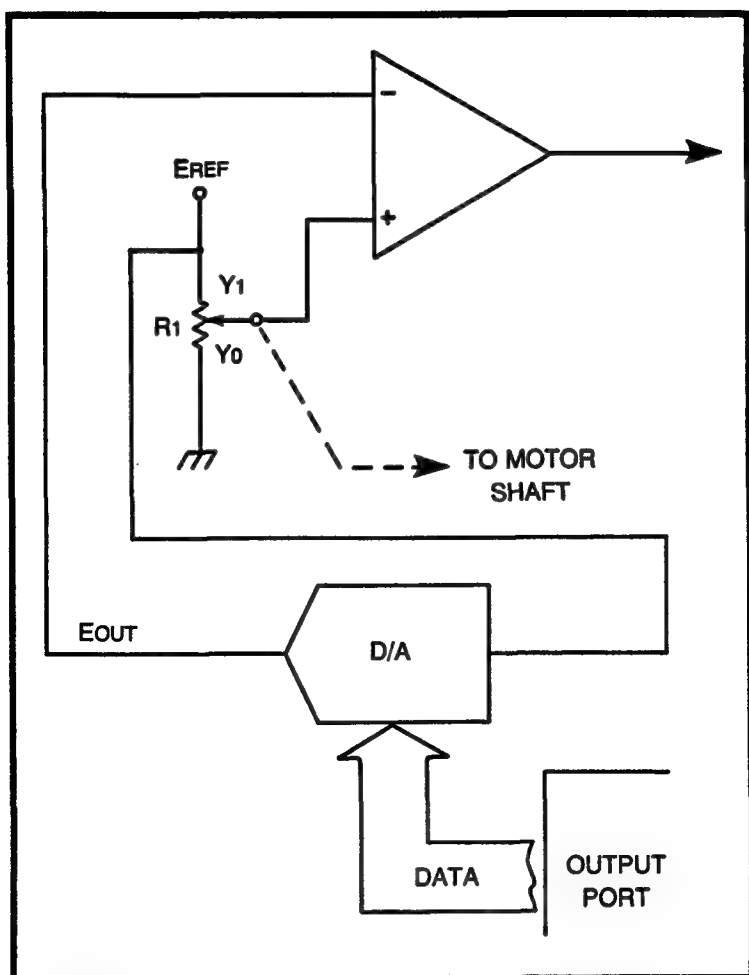 −
EREF
+
Y1
R1
Y0
TO MOTOR
SHAFT
EOUT
D/A
DATA
OUTPUT
PORT